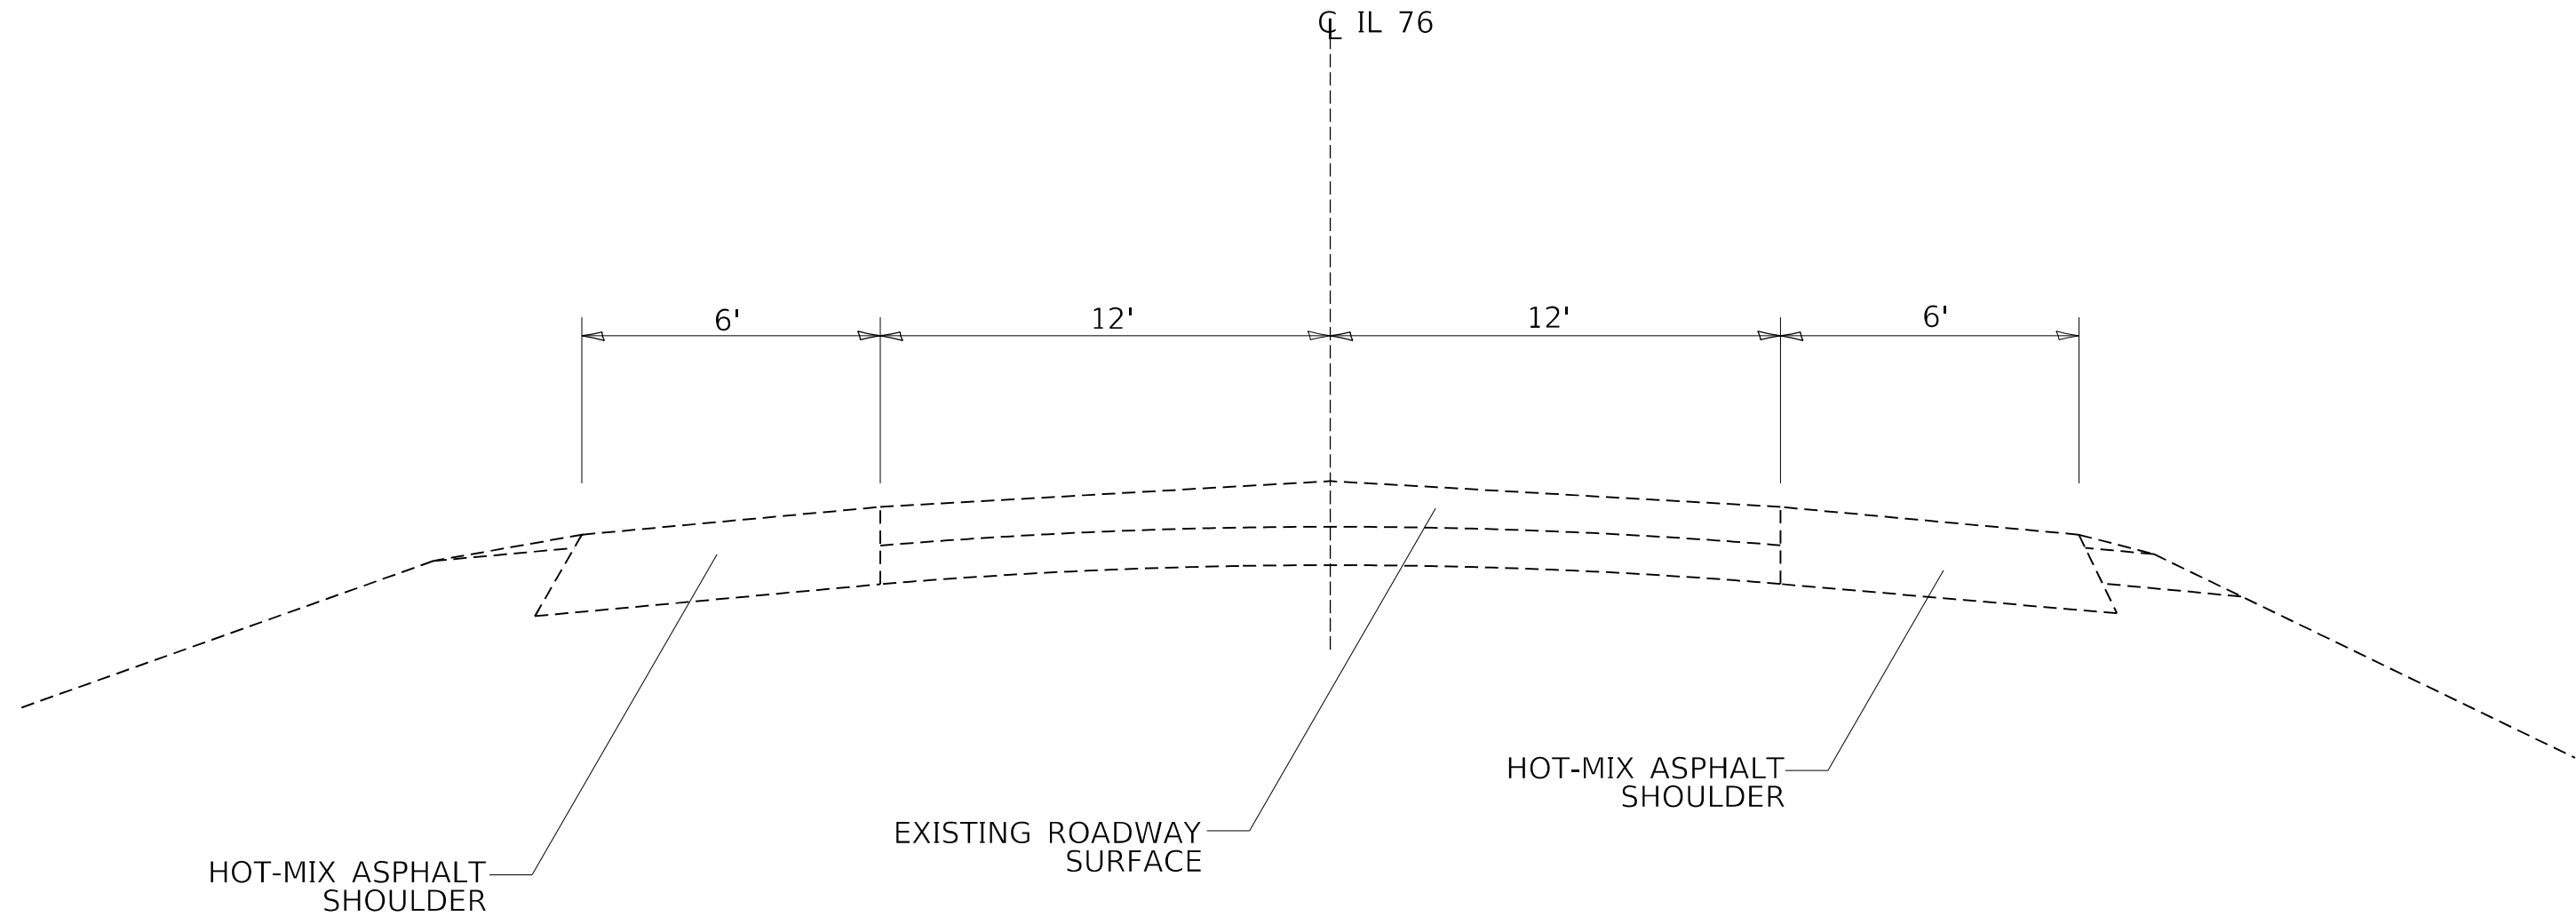 ℄ IL 76
6'
12'
12'
6'
HOT-MIX ASPHALT
SHOULDER
EXISTING ROADWAY
SURFACE
HOT-MIX ASPHALT
SHOULDER